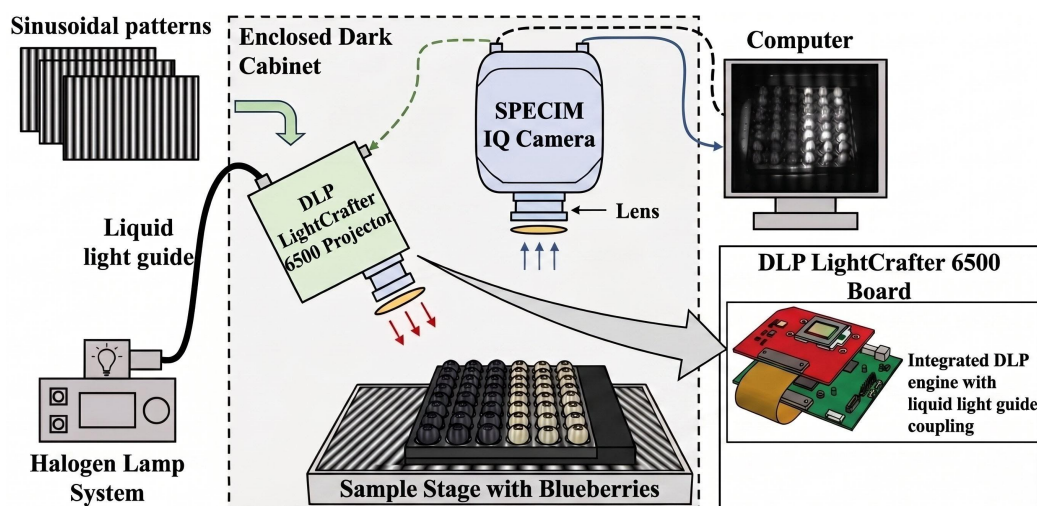 Sinusoidal patterns
Enclosed Dark
Cabinet
Computer
SPECIM
IQ Camera
DLP
LightCrafter
6500 Projector
Lens
Liquid
light guide
DLP LightCrafter 6500
Board
Integrated DLP
engine with
liquid light guide
coupling
Halogen Lamp
System
Sample Stage with Blueberries